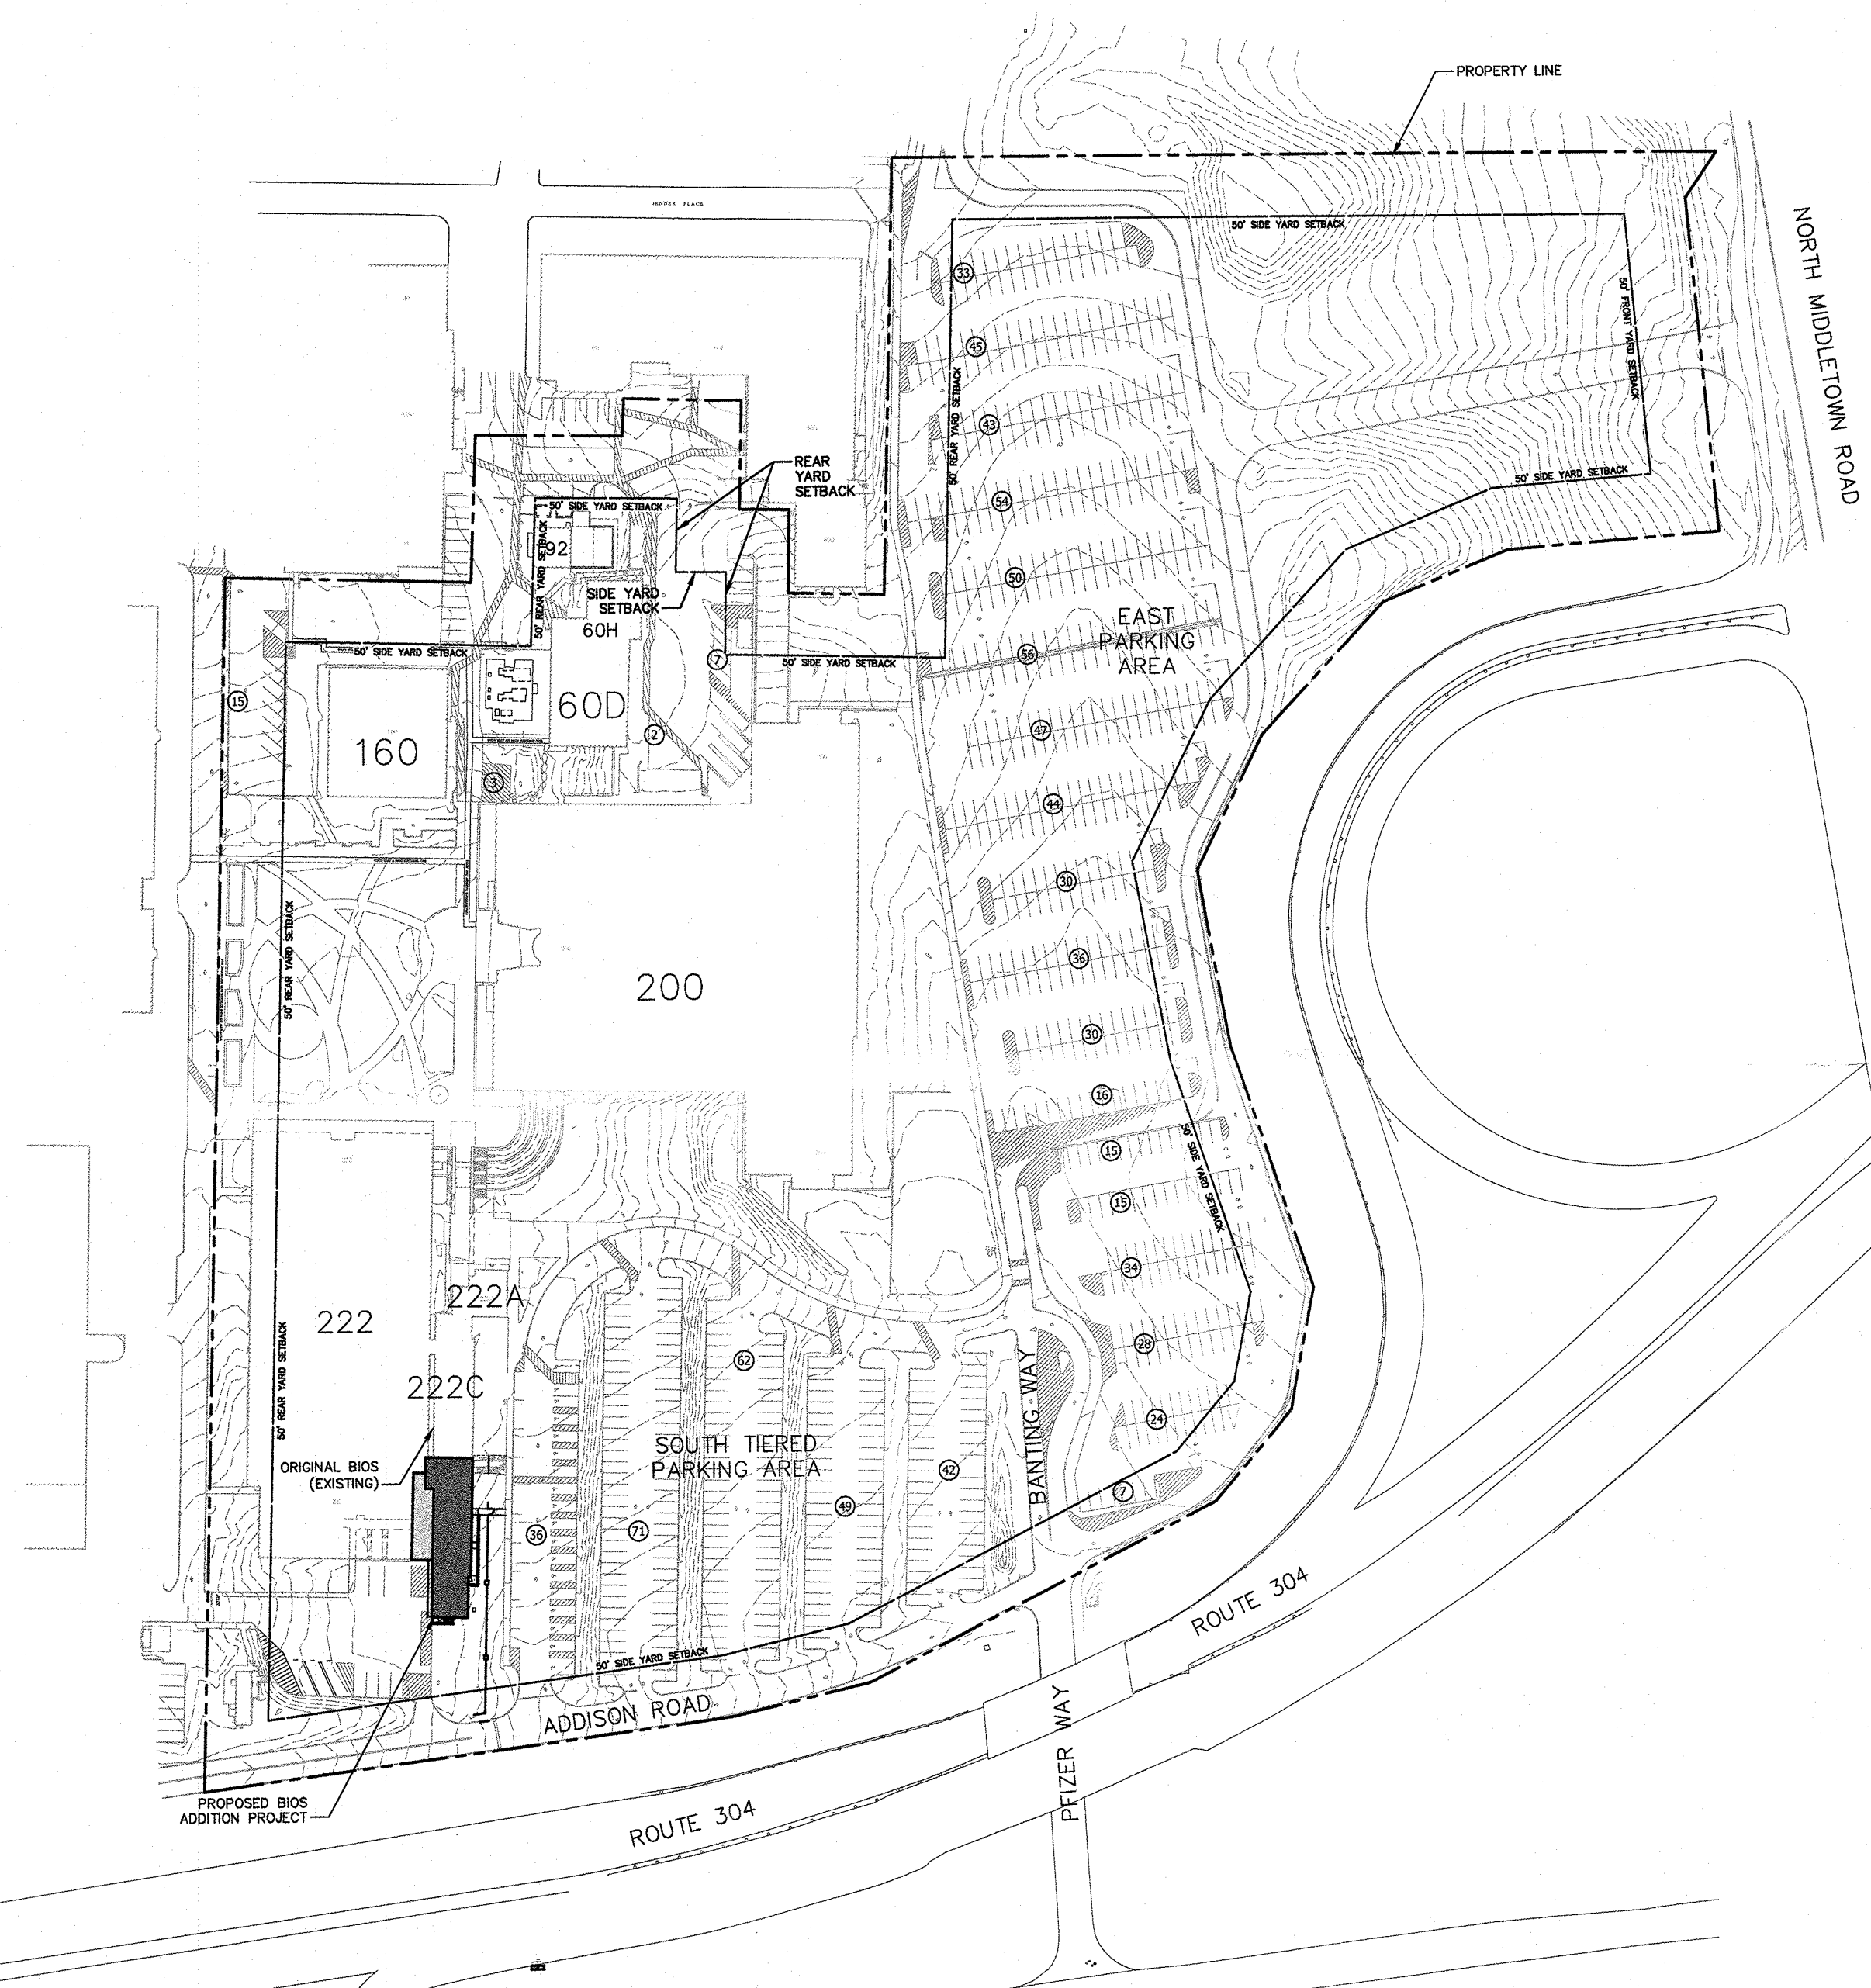 PROPERTY LINE
JENNER PLACE
NORTH MIDDLETOWN ROAD
50' SIDE YARD SETBACK
33
50' FRONT YARD SETBACK
45
50' REAR YARD SETBACK
43
REAR
YARD
SETBACK
50' SIDE YARD SETBACK
54
50' SIDE YARD SETBACK
92
50' REAR YARD SETBACK
50
SIDE YARD
SETBACK
60H
EAST
PARKING
AREA
50' SIDE YARD SETBACK
7
50' SIDE YARD SETBACK
56
15
60D
2
47
160
3
44
30
50' REAR YARD SETBACK
36
200
30
16
15
50' SIDE YARD SETBACK
15
34
222A
222
28
62
50' REAR YARD SETBACK
222C
BANTING WAY
24
SOUTH TIERED
PARKING AREA
ORIGINAL BIOS
(EXISTING)
42
7
49
36
71
ROUTE 304
50' SIDE YARD SETBACK
ADDISON ROAD
PFIZER WAY
PROPOSED BIOS
ADDITION PROJECT
ROUTE 304